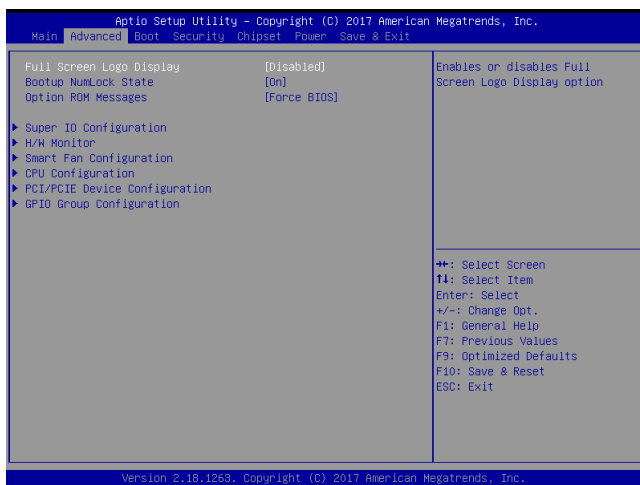 Aptio Setup Utility – Copyright (C) 2017 American Megatrends, Inc.
Main Advanced Boot Security Chipset Power Save & Exit
Full Screen Logo Display [Disabled]
Bootup NumLock State [On]
Option ROM Messages [Force BIOS]
Super IO Configuration
H/W Monitor
Smart Fan Configuration
CPU Configuration
PCI/PCIE Device Configuration
GPIO Group Configuration
Enables or disables Full
Screen Logo Display option
→←: Select Screen
↑↓: Select Item
Enter: Select
+/-: Change Opt.
F1: General Help
F7: Previous Values
F9: Optimized Defaults
F10: Save & Reset
ESC: Exit
Version 2.18.1263. Copyright (C) 2017 American Megatrends, Inc.